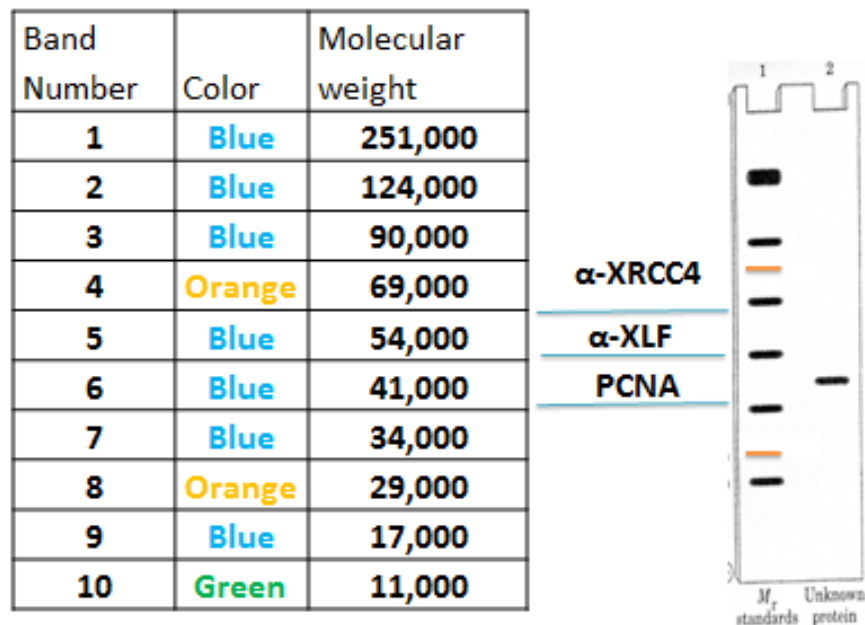 Band Number
Color
Molecular weight
1 Blue 251,000
2 Blue 124,000
3 Blue 90,000
4 Orange 69,000
5 Blue 54,000
6 Blue 41,000
7 Blue 34,000
8 Orange 29,000
9 Blue 17,000
10 Green 11,000
α-XRCC4
α-XLF
PCNA
1 2
Mr standards
Unknown protein